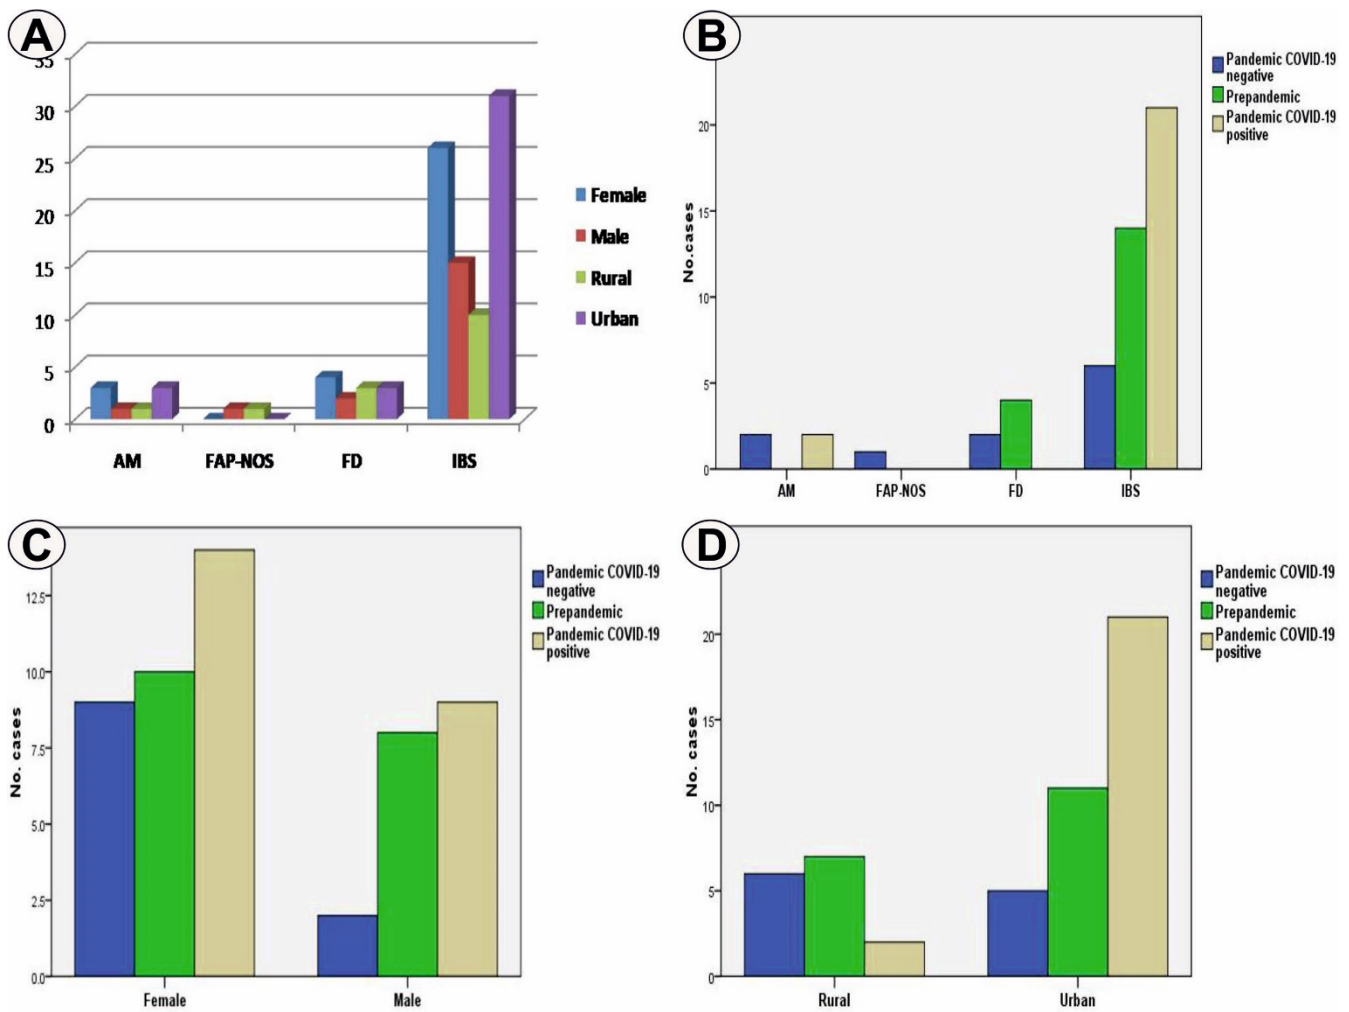 A
35
30
25
20
15
10
5
0
AM FAP-NOS FD IBS
Female
Male
Rural
Urban
B
No.cases
20
15
10
5
0
AM FAP-NOS FD IBS
Pandemic COVID-19
negative
Prepandemic
Pandemic COVID-19
positive
C
No. cases
12.5
10.0
7.5
5.0
2.5
0.0
Female Male
Pandemic COVID-19
negative
Prepandemic
Pandemic COVID-19
positive
D
No. cases
20
15
10
5
0
Rural Urban
Pandemic COVID-19
negative
Prepandemic
Pandemic COVID-19
positive